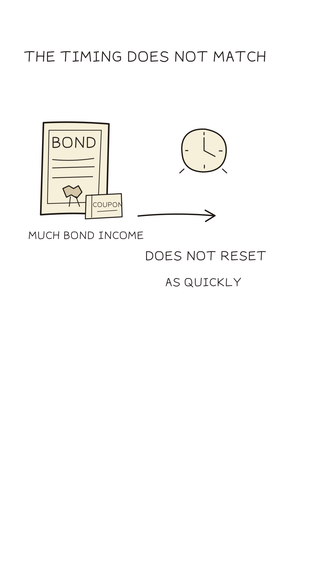 THE TIMING DOES NOT MATCH
BOND
COUPON
MUCH BOND INCOME
DOES NOT RESET
AS QUICKLY